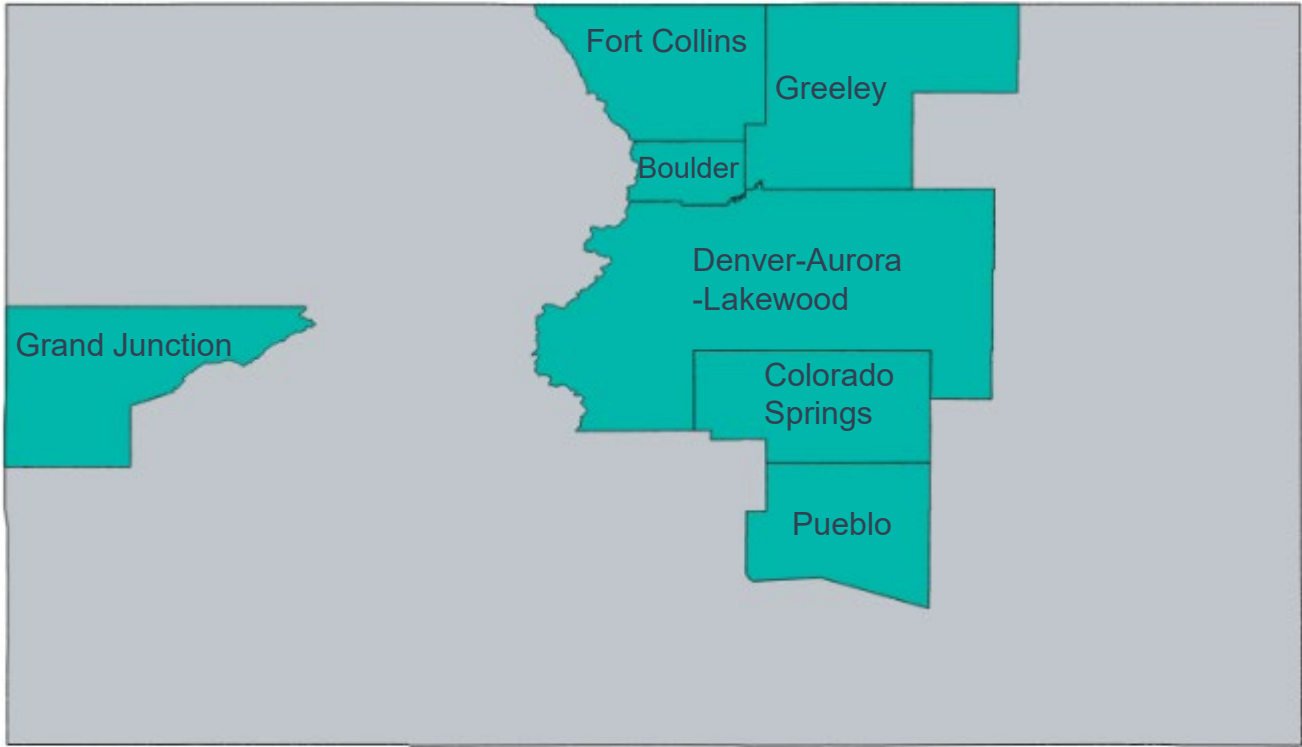 Fort Collins
Greeley
Boulder
Denver-Aurora
-Lakewood
Grand Junction
Colorado
Springs
Pueblo